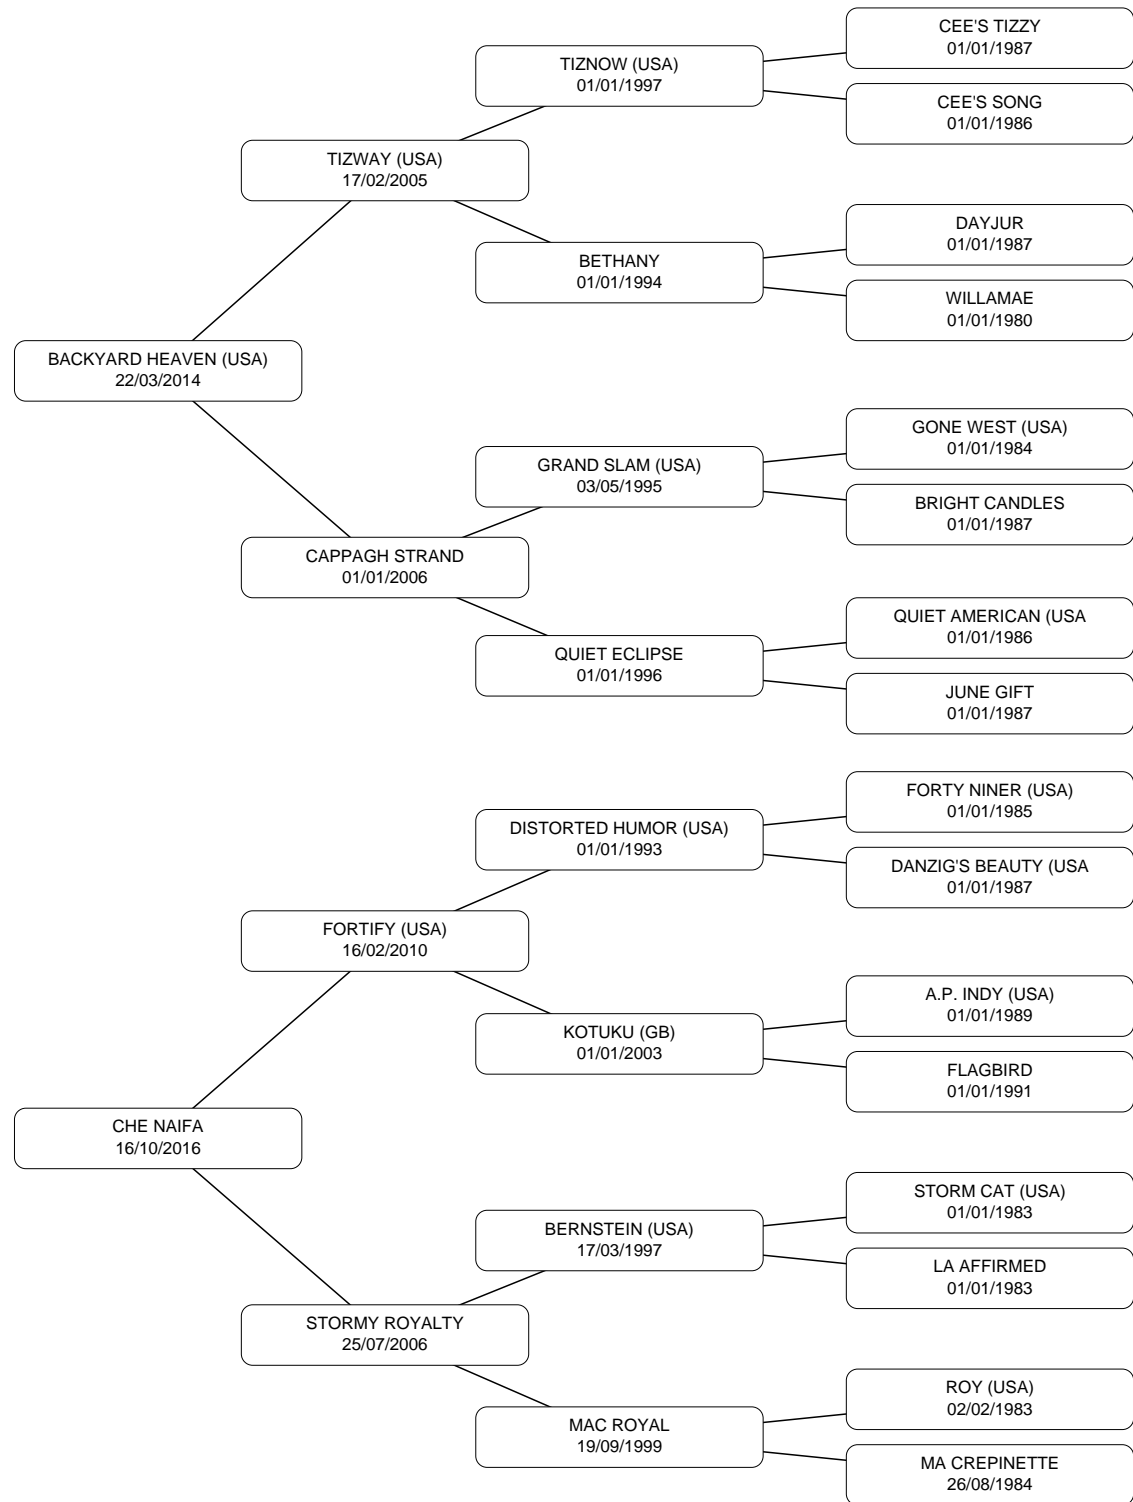 CEE'S TIZZY
01/01/1987
TIZNOW (USA)
01/01/1997
CEE'S SONG
01/01/1986
TIZWAY (USA)
17/02/2005
DAYJUR
01/01/1987
BETHANY
01/01/1994
WILLAMAE
01/01/1980
BACKYARD HEAVEN (USA)
22/03/2014
GONE WEST (USA)
01/01/1984
GRAND SLAM (USA)
03/05/1995
BRIGHT CANDLES
01/01/1987
CAPPAGH STRAND
01/01/2006
QUIET AMERICAN (USA
01/01/1986
QUIET ECLIPSE
01/01/1996
JUNE GIFT
01/01/1987
FORTY NINER (USA)
01/01/1985
DISTORTED HUMOR (USA)
01/01/1993
DANZIG'S BEAUTY (USA
01/01/1987
FORTIFY (USA)
16/02/2010
A.P. INDY (USA)
01/01/1989
KOTUKU (GB)
01/01/2003
FLAGBIRD
01/01/1991
CHE NAIFA
16/10/2016
STORM CAT (USA)
01/01/1983
BERNSTEIN (USA)
17/03/1997
LA AFFIRMED
01/01/1983
STORMY ROYALTY
25/07/2006
ROY (USA)
02/02/1983
MAC ROYAL
19/09/1999
MA CREPINETTE
26/08/1984